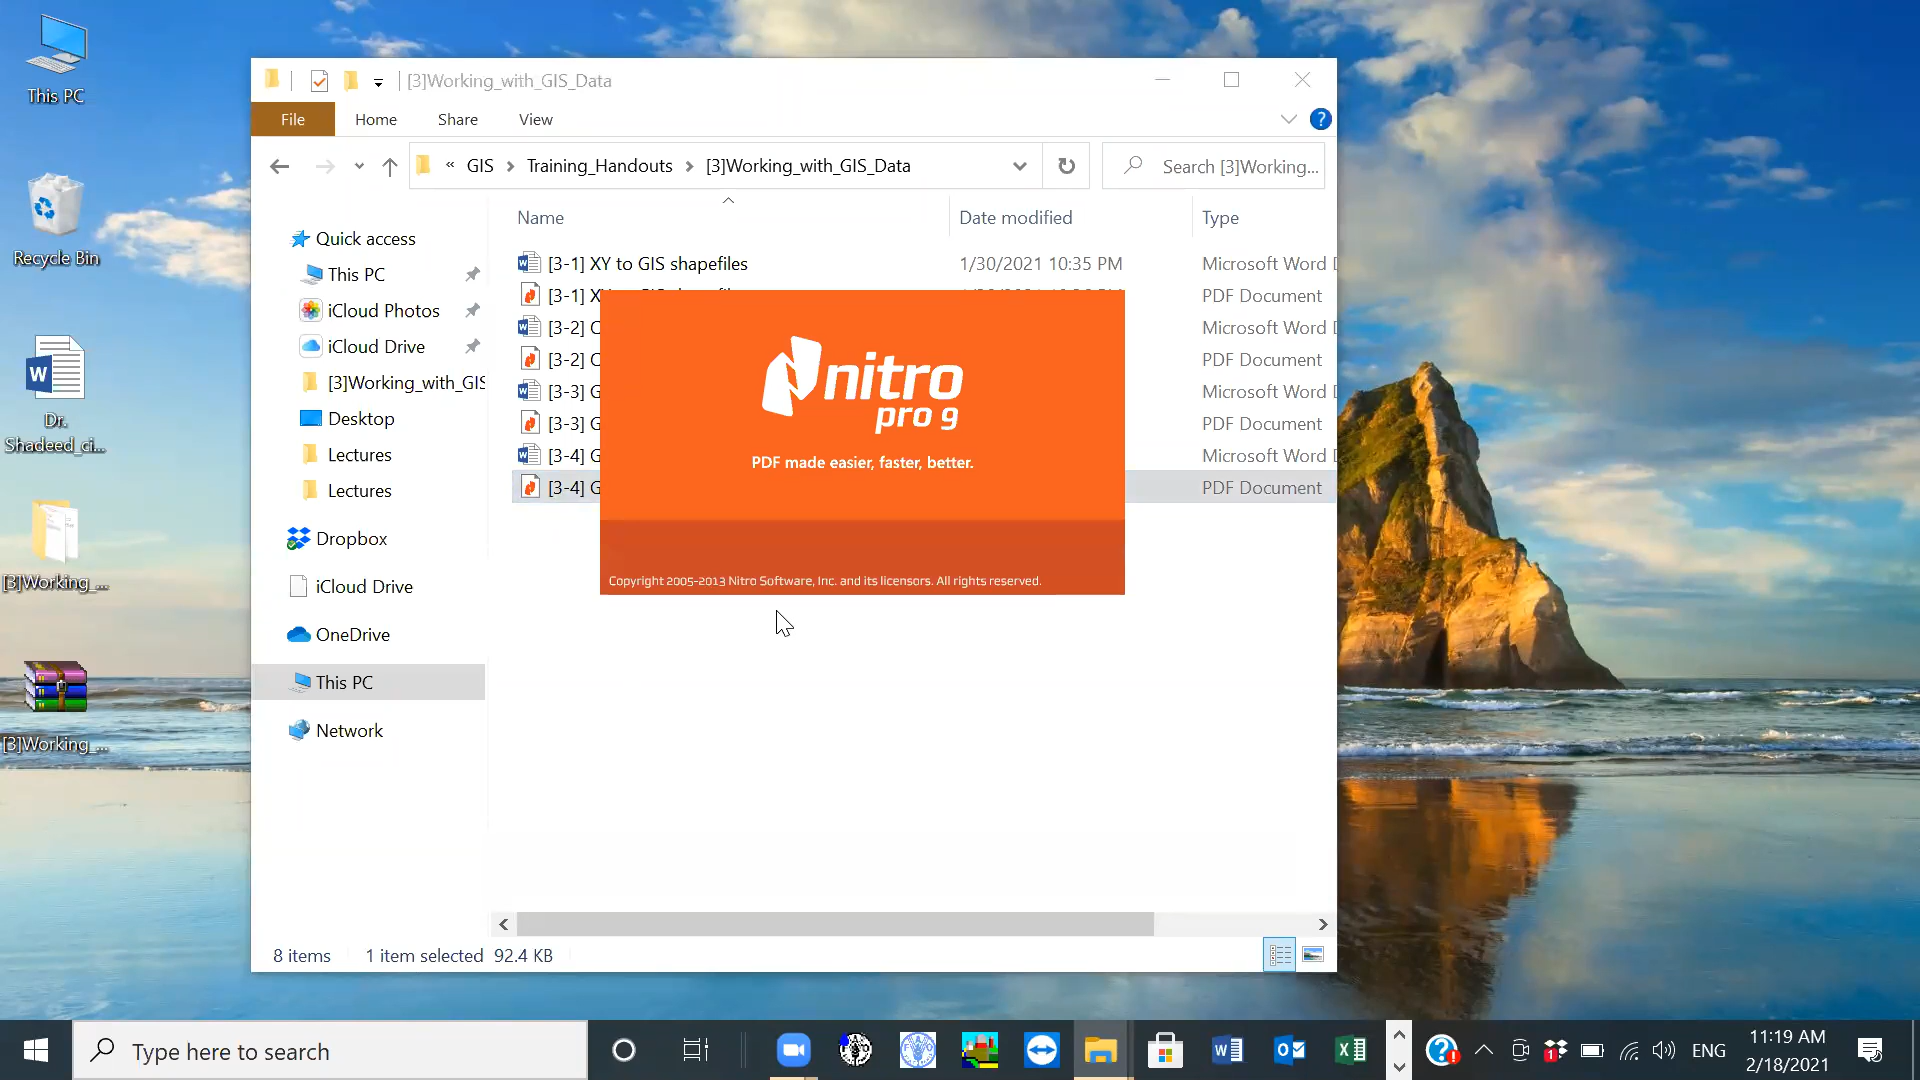 This PC
Recycle Bin
Dr.
Shadeed_ci...
[3]Working_...
[3]Working_...
[3]Working_with_GIS_Data
File
Home
Share
View
?
«
GIS
Training_Handouts
[3]Working_with_GIS_Data
Search [3]Working...
Name
Date modified
Type
Quick access
This PC
iCloud Photos
iCloud Drive
[3]Working_with_GIS
Desktop
Lectures
Lectures
Dropbox
iCloud Drive
OneDrive
This PC
Network
[3-1] XY to GIS shapefiles
1/30/2021 10:35 PM
Microsoft Word
[3-1]
PDF Document
[3-2]
Microsoft Word
[3-2]
PDF Document
[3-3] G
Microsoft Word
[3-3] G
PDF Document
[3-4] G
Microsoft Word
[3-4] G
PDF Document
nitro
pro 9
PDF made easier, faster, better.
Copyright 2005-2013 Nitro Software, Inc. and its licensors. All rights reserved.
8 items
1 item selected 92.4 KB
Type here to search
ENG
11:19 AM
2/18/2021